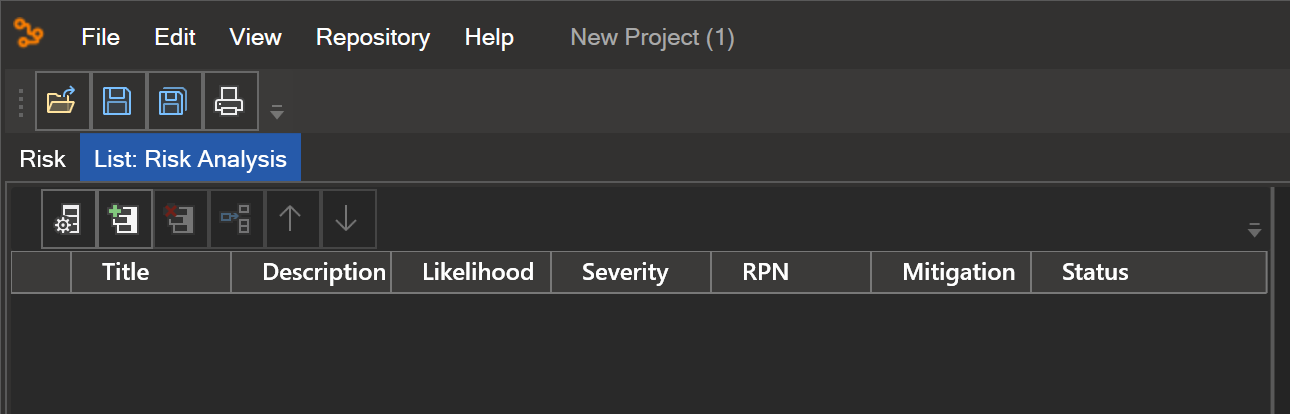 File Edit View Repository Help New Project (1)
Risk List: Risk Analysis
Title Description Likelihood Severity RPN Mitigation Status